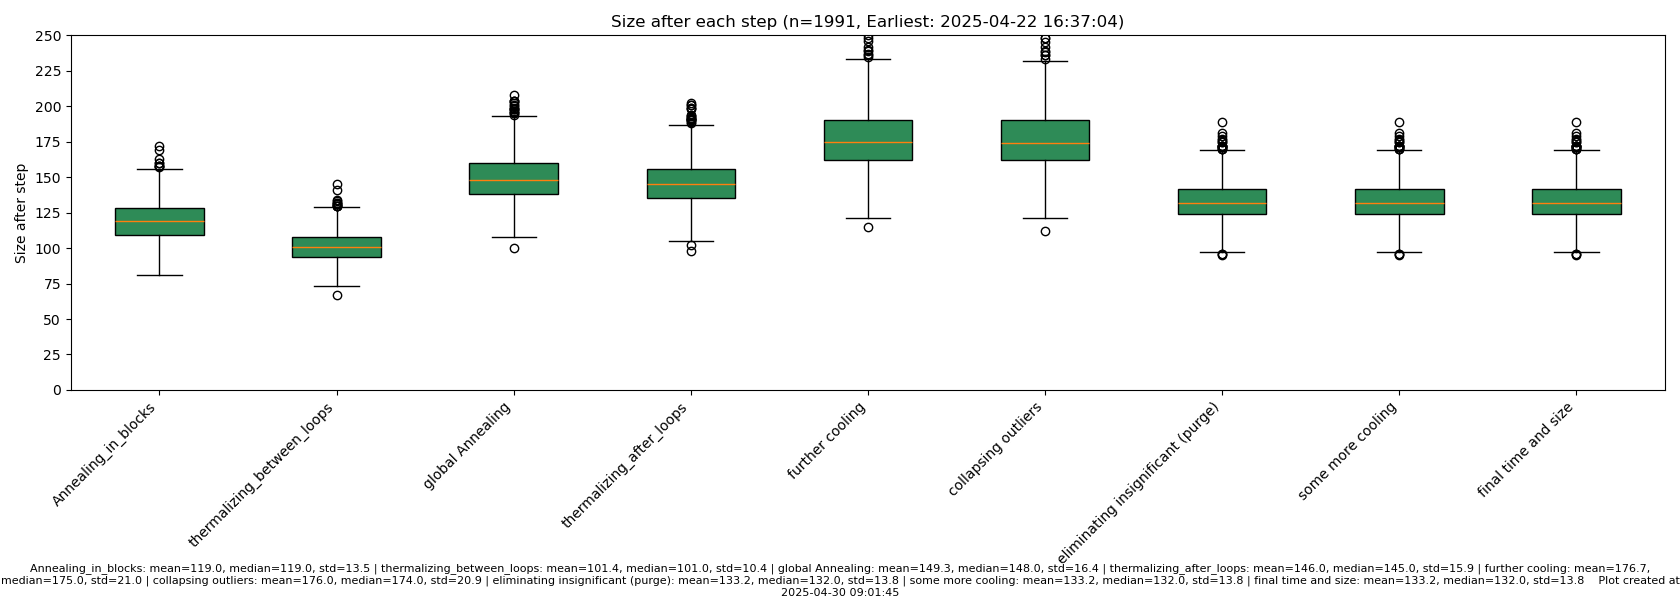 Size after each step (n=1991, Earliest: 2025-04-22 16:37:04)
Size after step
250
225
200
175
150
125
100
75
50
25
0
Annealing_in_blocks
thermalizing_between_loops
global Annealing
thermalizing_after_loops
further cooling
collapsing outliers
eliminating insignificant (purge)
some more cooling
final time and size
Annealing_in_blocks: mean=119.0, median=119.0, std=13.5 | thermalizing_between_loops: mean=101.4, median=101.0, std=10.4 | global Annealing: mean=149.3, median=148.0, std=16.4 | thermalizing_after_loops: mean=146.0, median=145.0, std=15.9 | further cooling: mean=176.7,
median=175.0, std=21.0 | collapsing outliers: mean=176.0, median=174.0, std=20.9 | eliminating insignificant (purge): mean=133.2, median=132.0, std=13.8 | some more cooling: mean=133.2, median=132.0, std=13.8 | final time and size: mean=133.2, median=132.0, std=13.8    Plot created at
2025-04-30 09:01:45